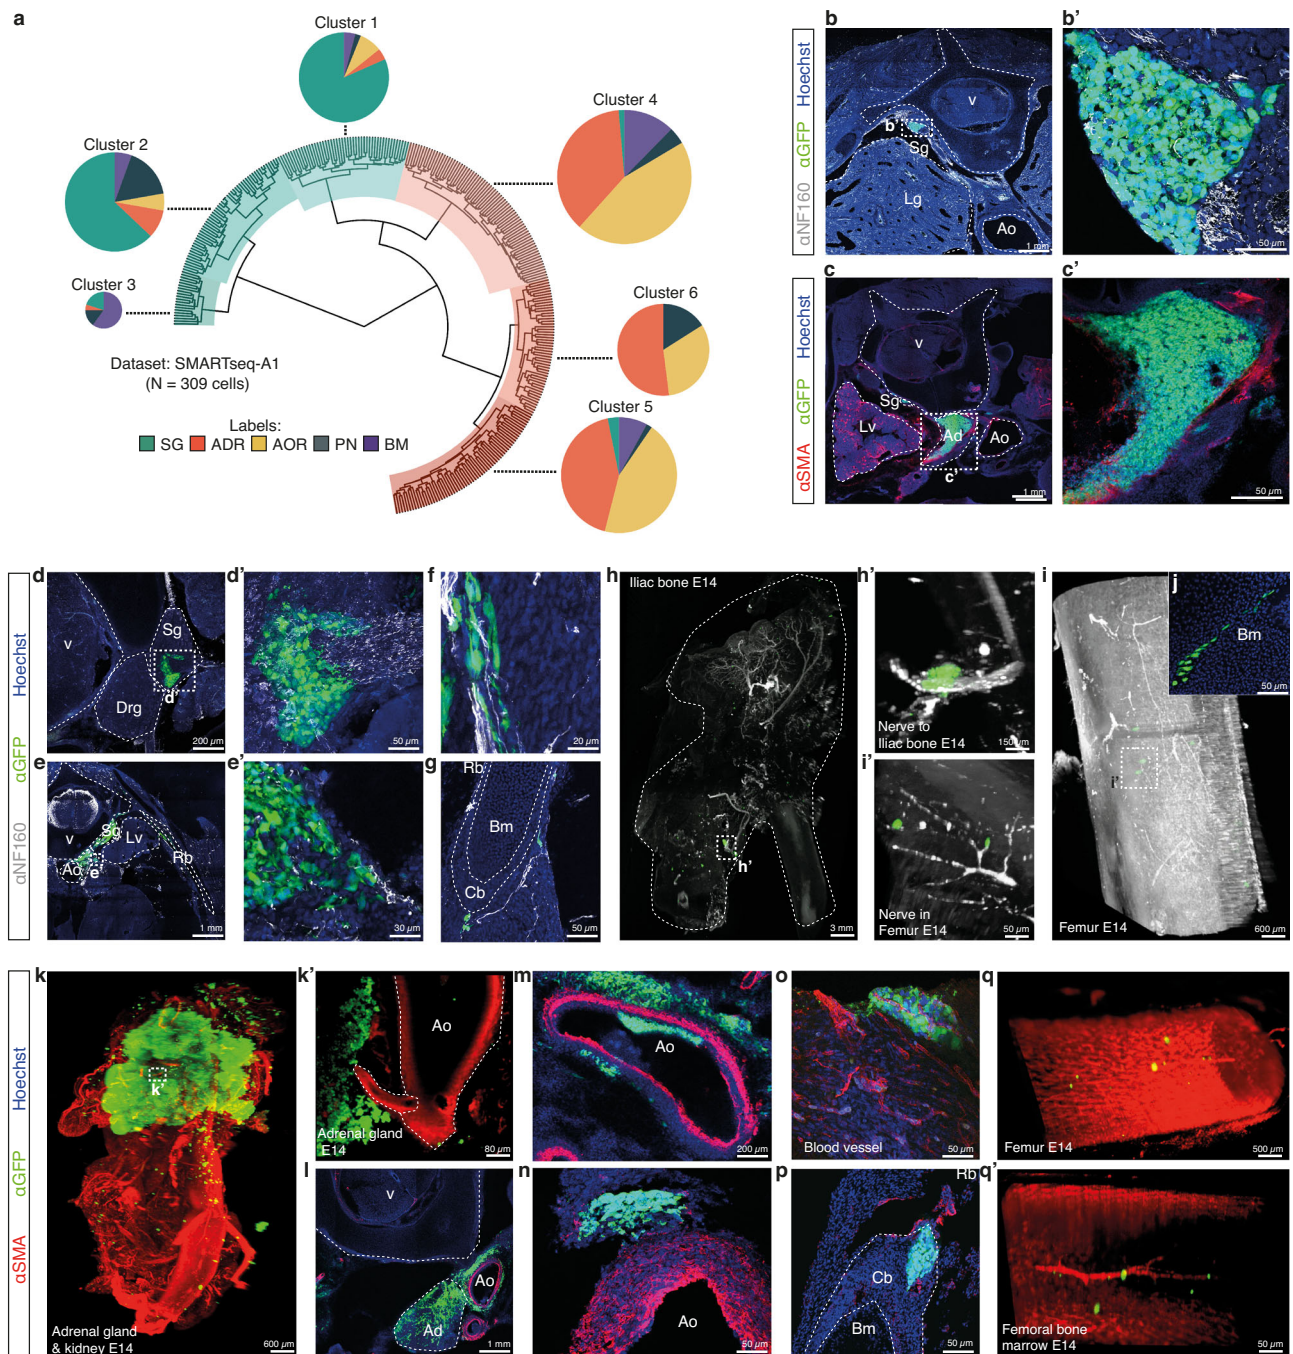 a
Cluster 1
Cluster 2
Cluster 3
Cluster 4
Cluster 6
Cluster 5
Dataset: SMARTseq-A1
(N = 309 cells)
Labels:
SG ADR AOR PN BM
αNF160 αGFP Hoechst
b
v
b'
Sg
Lg
Ao
1 mm
b'
50 µm
αSMA αGFP Hoechst
c
v
Sg
Lv
Ad
Ao
c'
1 mm
c'
50 µm
αNF160 αGFP Hoechst
d
v
Sg
d'
Drg
200 µm
d'
50 µm
f
20 µm
e
v
Sg
Lv
Ao
e'
Rb
1 mm
e'
30 µm
g
Rb
Bm
Cb
50 µm
h
Iliac bone E14
h'
3 mm
h'
Nerve to
Iliac bone E14
150 µm
i'
Nerve in
Femur E14
50 µm
i
i'
Femur E14
600 µm
j
Bm
50 µm
αSMA αGFP Hoechst
k
k'
Adrenal gland
& kidney E14
600 µm
k'
Ao
Adrenal gland
E14
80 µm
l
v
Ao
Ad
1 mm
m
Ao
200 µm
n
Ao
50 µm
o
Blood vessel
50 µm
p
Rb
Cb
Bm
50 µm
q
Femur E14
500 µm
q'
Femoral bone
marrow E14
50 µm